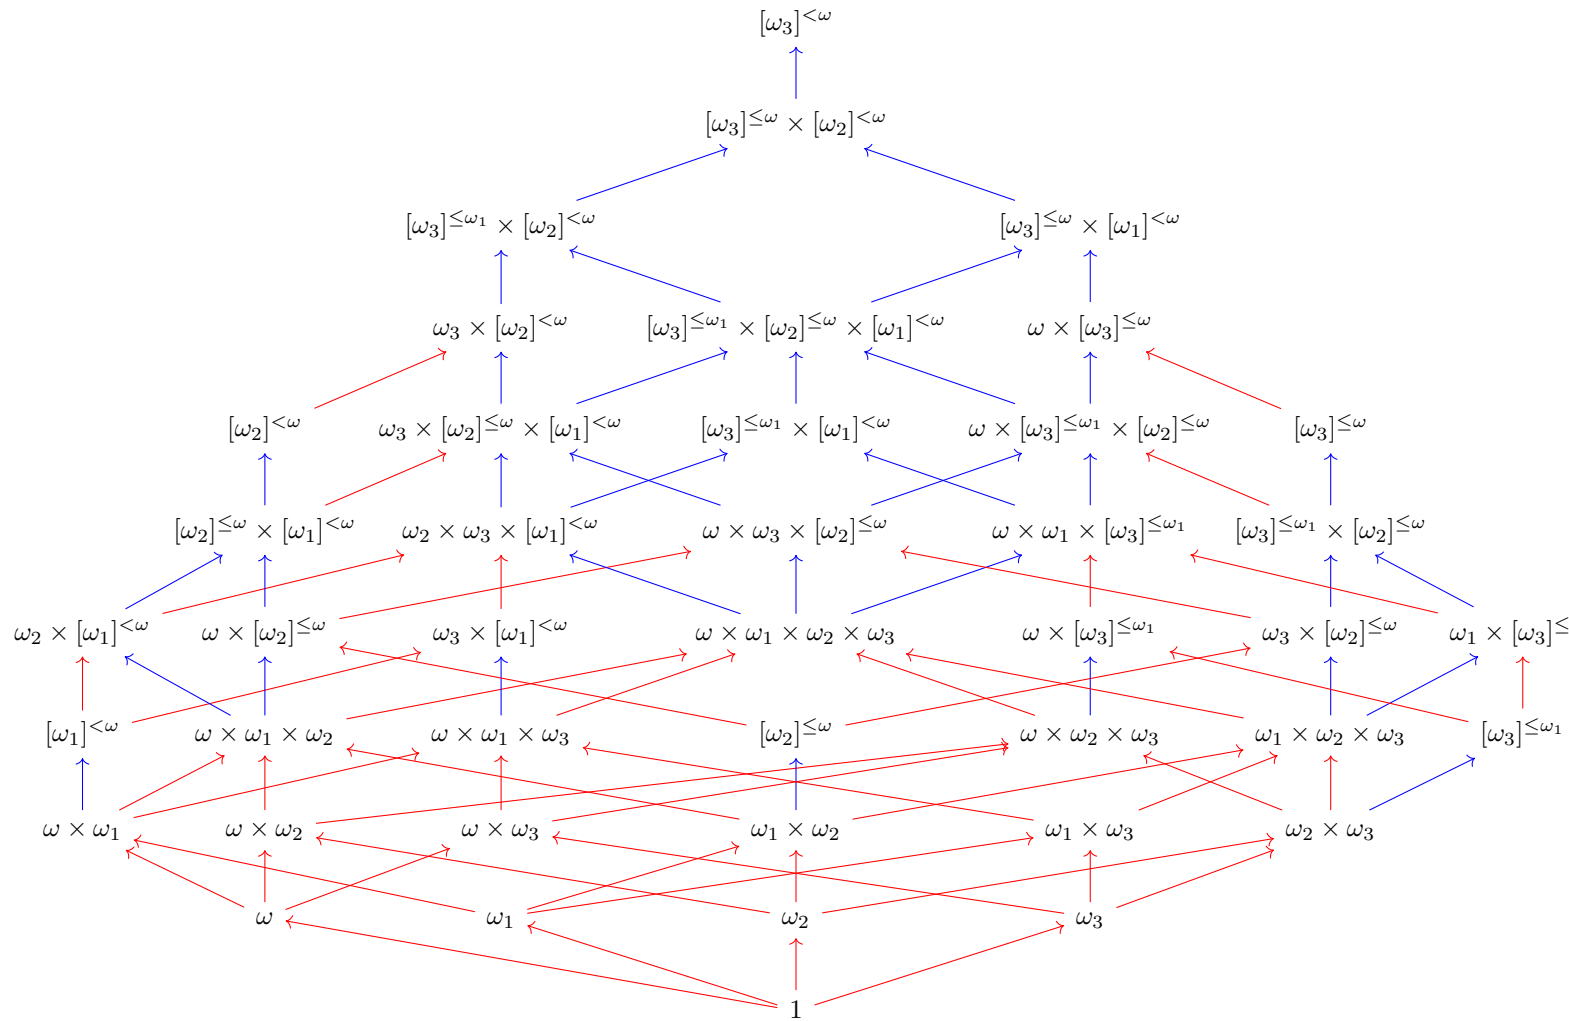 [ω₃]^{<ω}
[ω₃]^{≤ω} × [ω₂]^{<ω}
[ω₃]^{≤ω₁} × [ω₂]^{<ω} [ω₃]^{≤ω} × [ω₁]^{<ω}
ω₃ × [ω₂]^{<ω} [ω₃]^{≤ω₁} × [ω₂]^{≤ω} × [ω₁]^{<ω} ω × [ω₃]^{≤ω}
[ω₂]^{<ω} ω₃ × [ω₂]^{≤ω} × [ω₁]^{<ω} [ω₃]^{≤ω₁} × [ω₁]^{<ω} ω × [ω₃]^{≤ω₁} × [ω₂]^{≤ω} [ω₃]^{≤ω}
[ω₂]^{≤ω} × [ω₁]^{<ω} ω₂ × ω₃ × [ω₁]^{<ω} ω × ω₃ × [ω₂]^{≤ω} ω × ω₁ × [ω₃]^{≤ω₁} [ω₃]^{≤ω₁} × [ω₂]^{≤ω}
ω₂ × [ω₁]^{<ω} ω × [ω₂]^{≤ω} ω₃ × [ω₁]^{<ω} ω × ω₁ × ω₂ × ω₃ ω × [ω₃]^{≤ω₁} ω₃ × [ω₂]^{≤ω} ω₁ × [ω₃]^{≤}
[ω₁]^{<ω} ω × ω₁ × ω₂ ω × ω₁ × ω₃ [ω₂]^{≤ω} ω × ω₂ × ω₃ ω₁ × ω₂ × ω₃ [ω₃]^{≤ω₁}
ω × ω₁ ω × ω₂ ω × ω₃ ω₁ × ω₂ ω₁ × ω₃ ω₂ × ω₃
ω ω₁ ω₂ ω₃
1